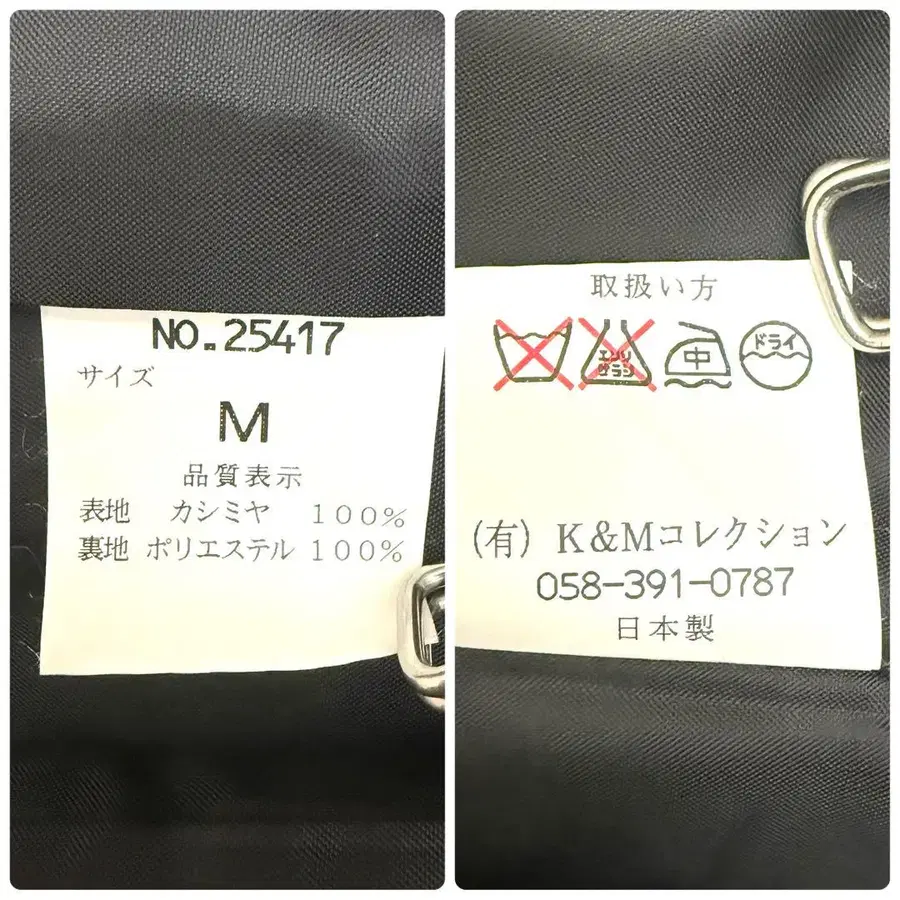 NO.25417
サイズ
M
品質表示
表地 カシミヤ 100%
裏地 ポリエステル 100%
取扱い方
エンソ サラシ 中 ドライ
(有) K&Mコレクション
058-391-0787
日本製